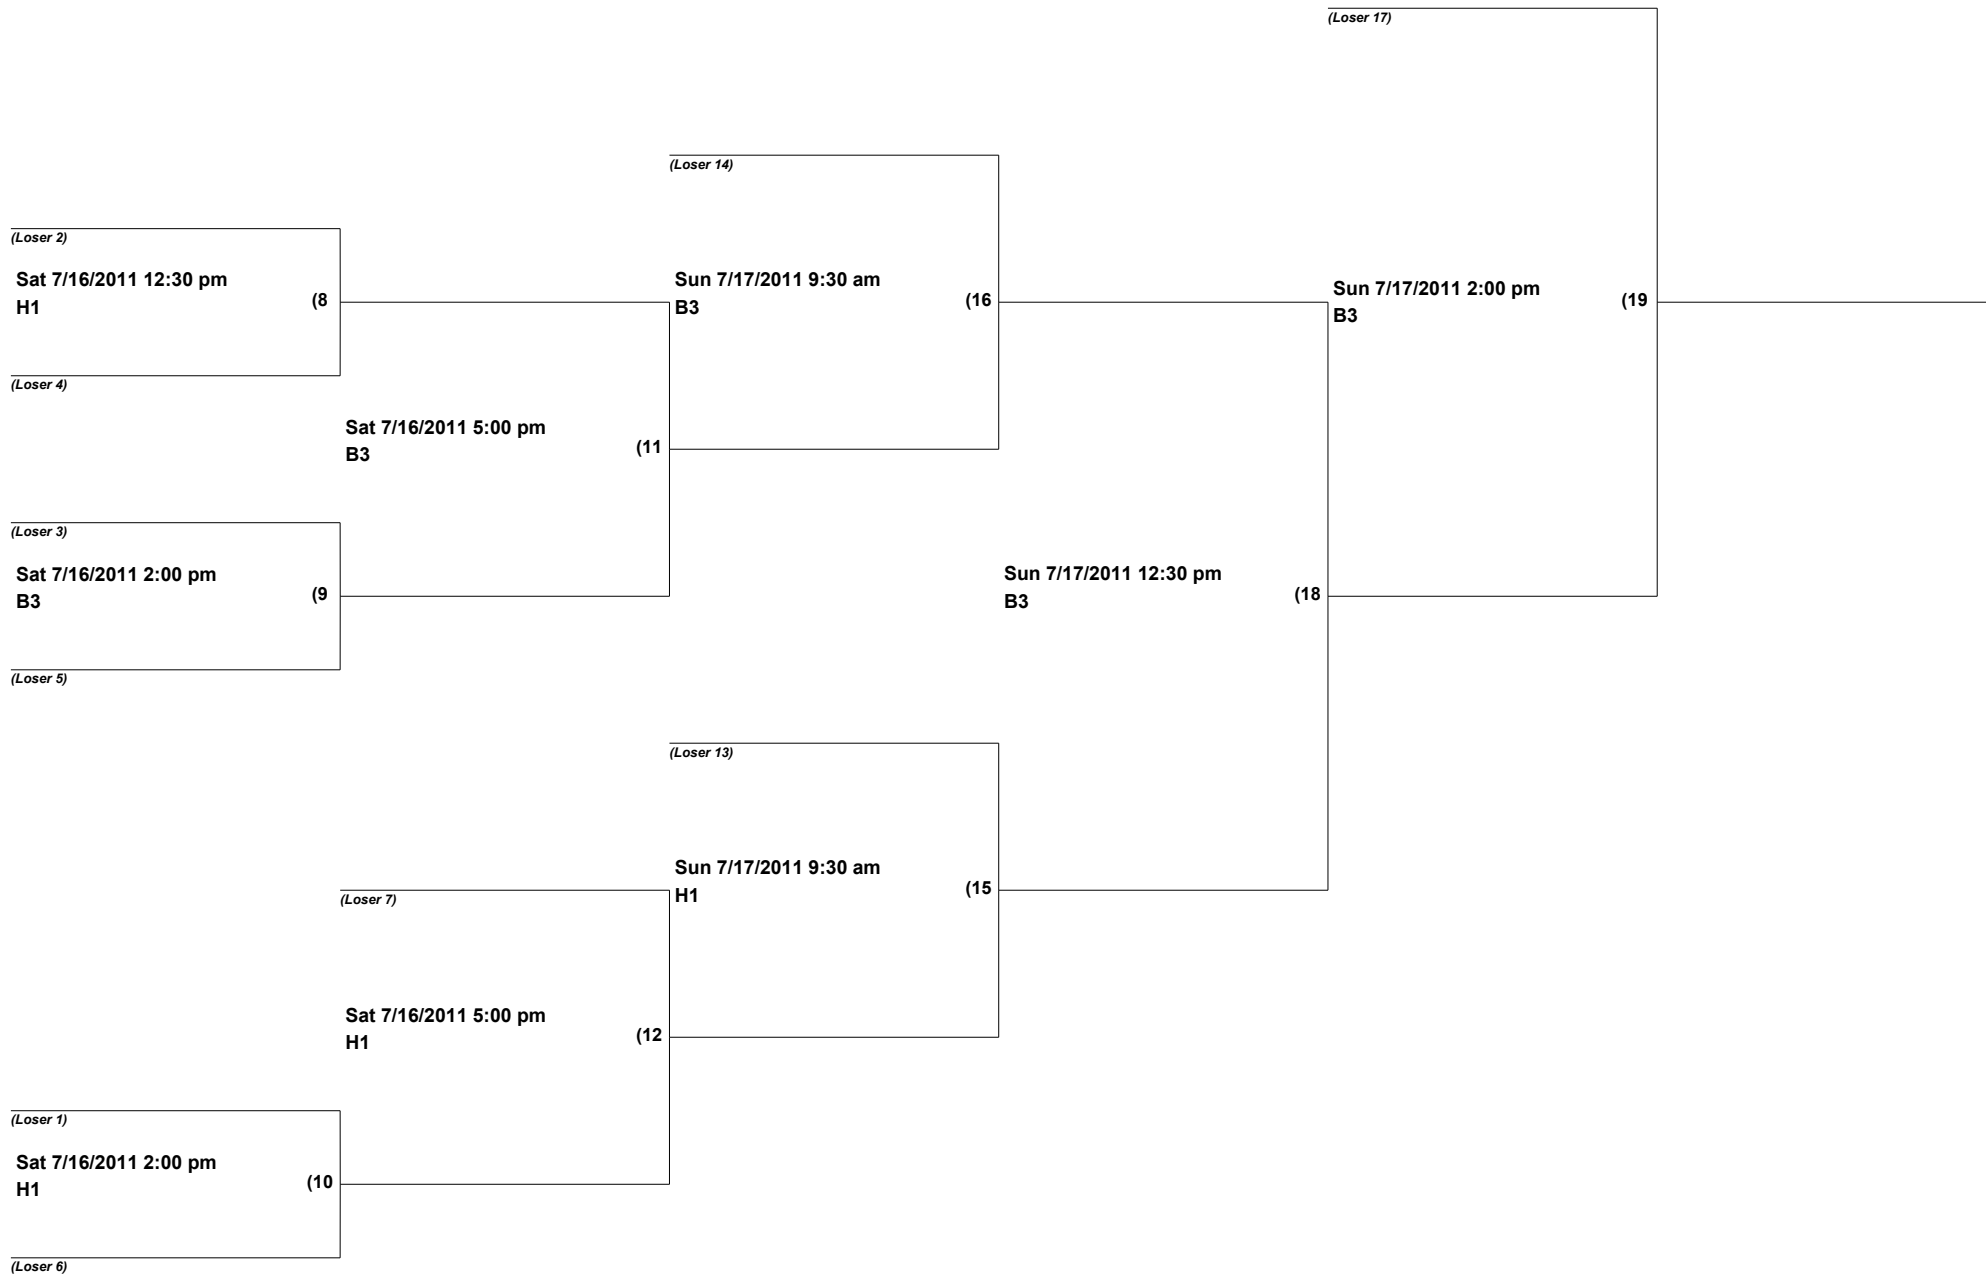 (Loser 17)
(Loser 14)
(Loser 2)
Sat 7/16/2011 12:30 pm
H1
(8
Sun 7/17/2011 9:30 am
B3
(16
Sun 7/17/2011 2:00 pm
B3
(19
(Loser 4)
Sat 7/16/2011 5:00 pm
B3
(11
(Loser 3)
Sat 7/16/2011 2:00 pm
B3
(9
Sun 7/17/2011 12:30 pm
B3
(18
(Loser 5)
(Loser 13)
Sun 7/17/2011 9:30 am
H1
(15
(Loser 7)
Sat 7/16/2011 5:00 pm
H1
(12
(Loser 1)
Sat 7/16/2011 2:00 pm
H1
(10
(Loser 6)